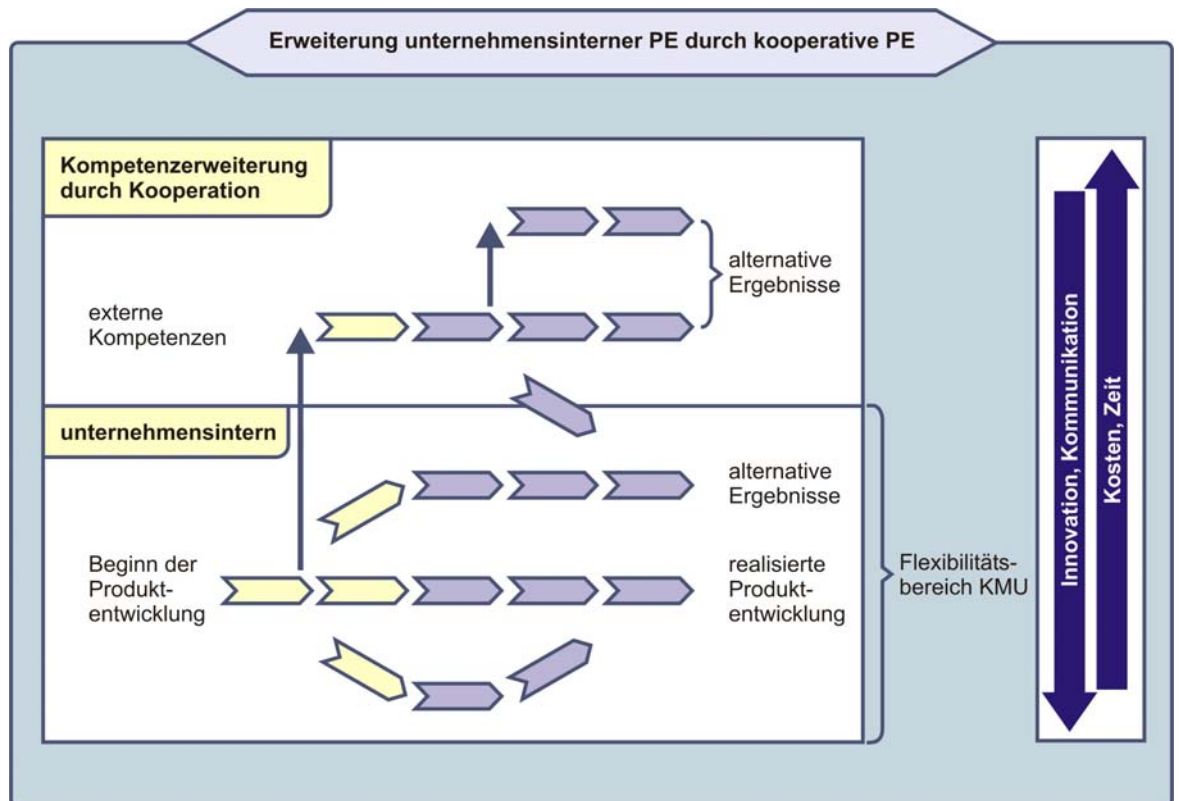 Erweiterung unternehmensinterner PE durch kooperative PE
Kompetenzerweiterung
durch Kooperation
alternative
Ergebnisse
externe
Kompetenzen
unternehmensintern
alternative
Ergebnisse
Beginn der
Produkt-
entwicklung
realisierte
Produkt-
entwicklung
Flexibilitäts-
bereich KMU
Innovation, Kommunikation
Kosten, Zeit